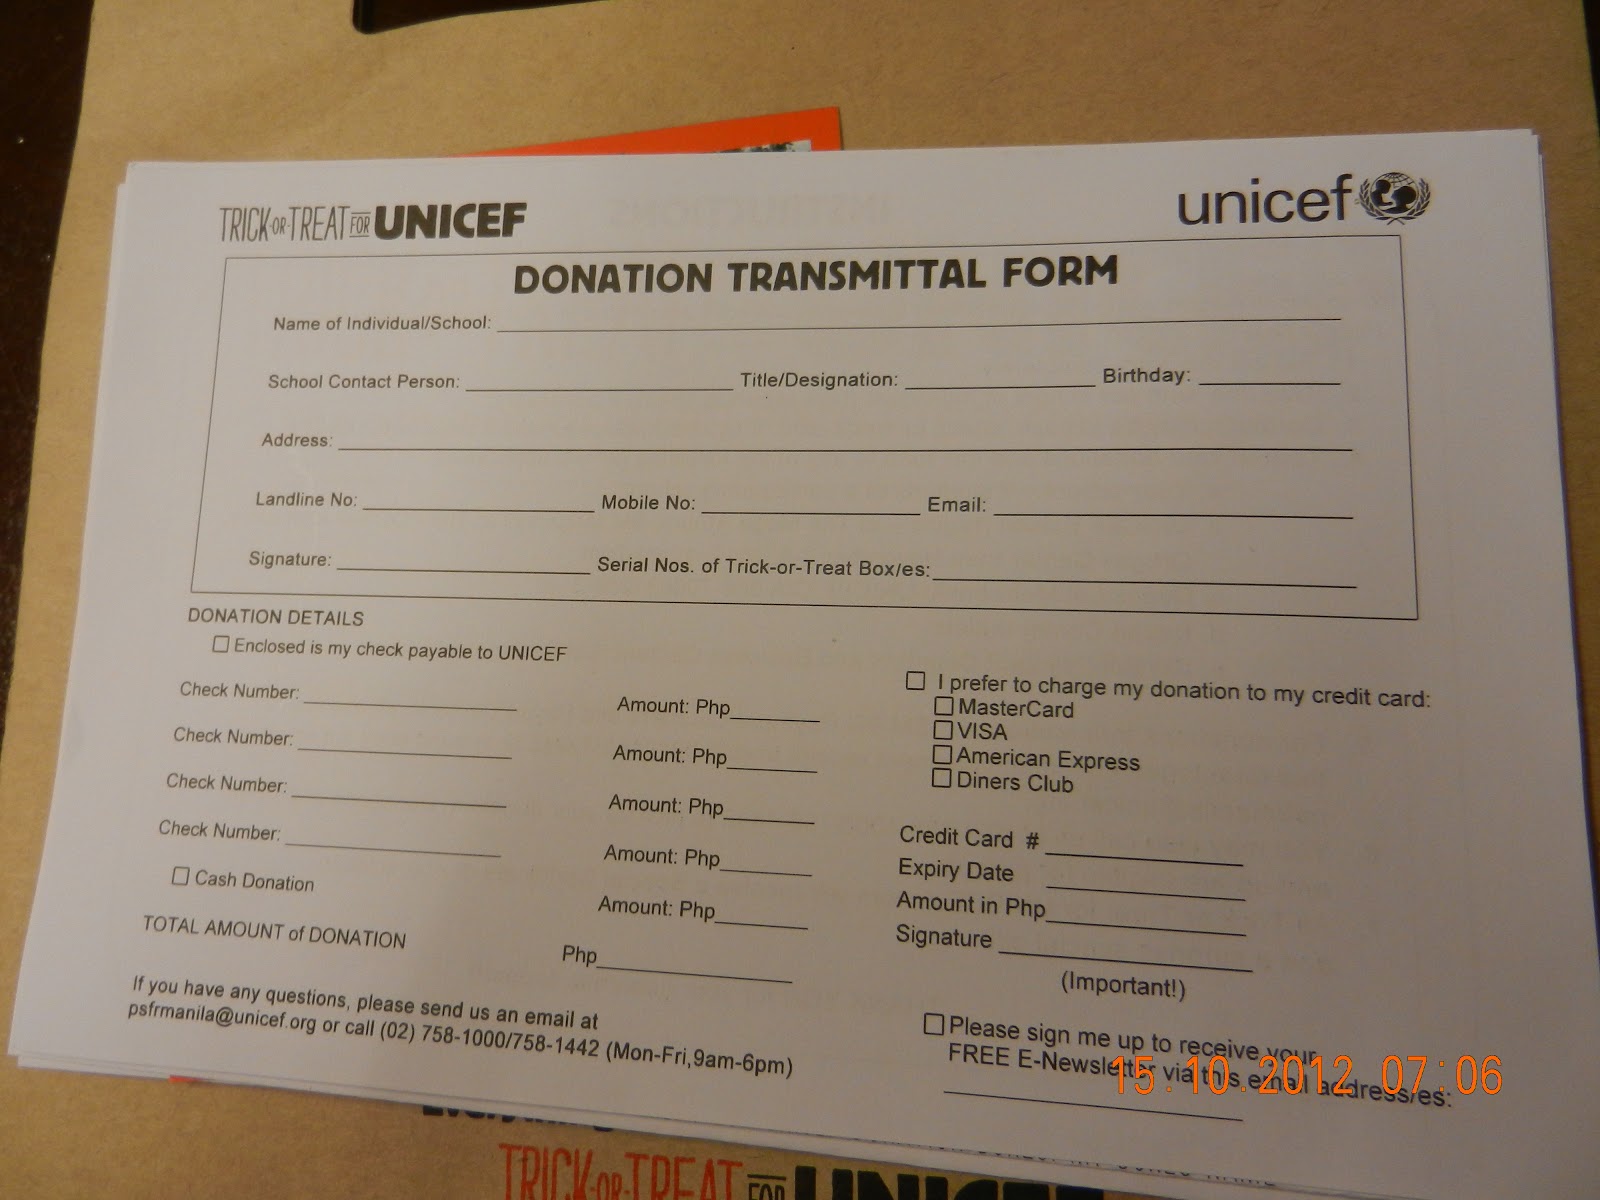 TRICK-OR-TREAT FOR UNICEF
unicef
DONATION TRANSMITTAL FORM
Name of Individual/School:
School Contact Person: Title/Designation: Birthday:
Address:
Landline No: Mobile No: Email:
Signature: Serial Nos. of Trick-or-Treat Box/es:
DONATION DETAILS
Enclosed is my check payable to UNICEF
Check Number: Amount: Php
Check Number: Amount: Php
Check Number: Amount: Php
Check Number: Amount: Php
Cash Donation Amount: Php
TOTAL AMOUNT of DONATION Php
If you have any questions, please send us an email at
psfrmanila@unicef.org or call (02) 758-1000/758-1442 (Mon-Fri,9am-6pm)
I prefer to charge my donation to my credit card:
MasterCard
VISA
American Express
Diners Club
Credit Card #
Expiry Date
Amount in Php
Signature
(Important!)
Please sign me up to receive your
FREE E-Newsletter via this email address/es:
15.10.2012 07:06
TRICK-OR-TREAT FOR UNICEF